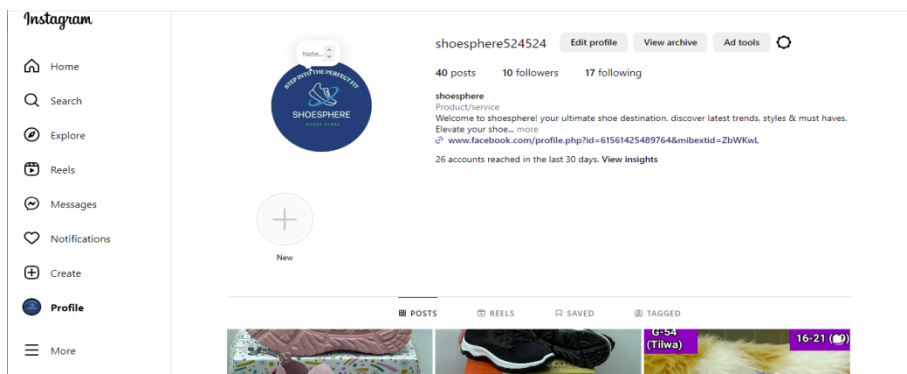 Instagram
Home
Search
Explore
Reels
Messages
Notifications
Create
Profile
More
Note...
STEP INTO THE PERFECT FIT
SHOESPHERE
shoesphere524524 Edit profile View archive Ad tools
40 posts 10 followers 17 following
shoesphere
Product/service
Welcome to shoesphere! your ultimate shoe destination. discover latest trends, styles & must haves.
Elevate your shoe... more
www.facebook.com/profile.php?id=61561425489764&mibextid=ZbWKwL
26 accounts reached in the last 30 days. View insights
New
POSTS REELS SAVED TAGGED
G-54
(Tilwa)